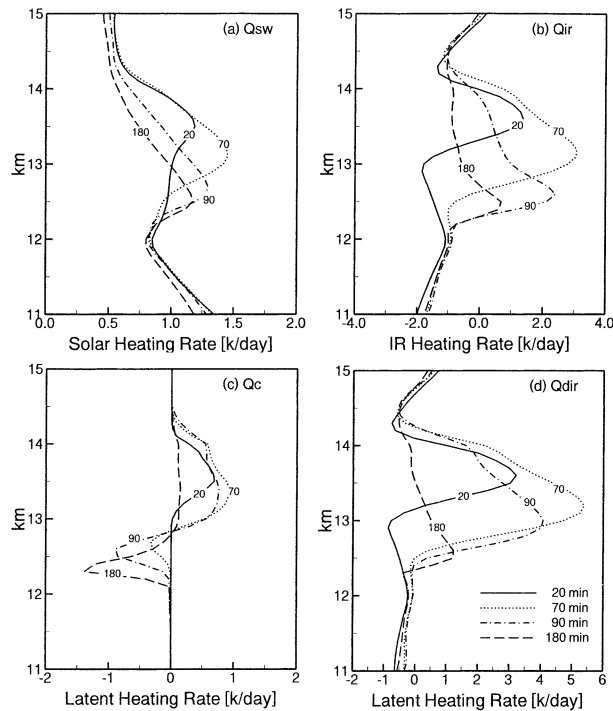 (a) Qsw
15
14
13
12
11
km
180
20
70
90
0.0 0.5 1.0 1.5 2.0
Solar Heating Rate [k/day]
(b) Qir
15
14
13
12
11
20
70
180
90
-4.0 -2.0 0.0 2.0 4.0
IR Heating Rate [k/day]
(c) Qc
15
14
13
12
11
km
20
70
90
180
-2 -1 0 1 2
Latent Heating Rate [k/day]
(d) Qdir
15
14
13
12
11
km
20
70
90
180
20 min
70 min
90 min
180 min
-2 -1 0 1 2 3 4 5 6
Latent Heating Rate [k/day]